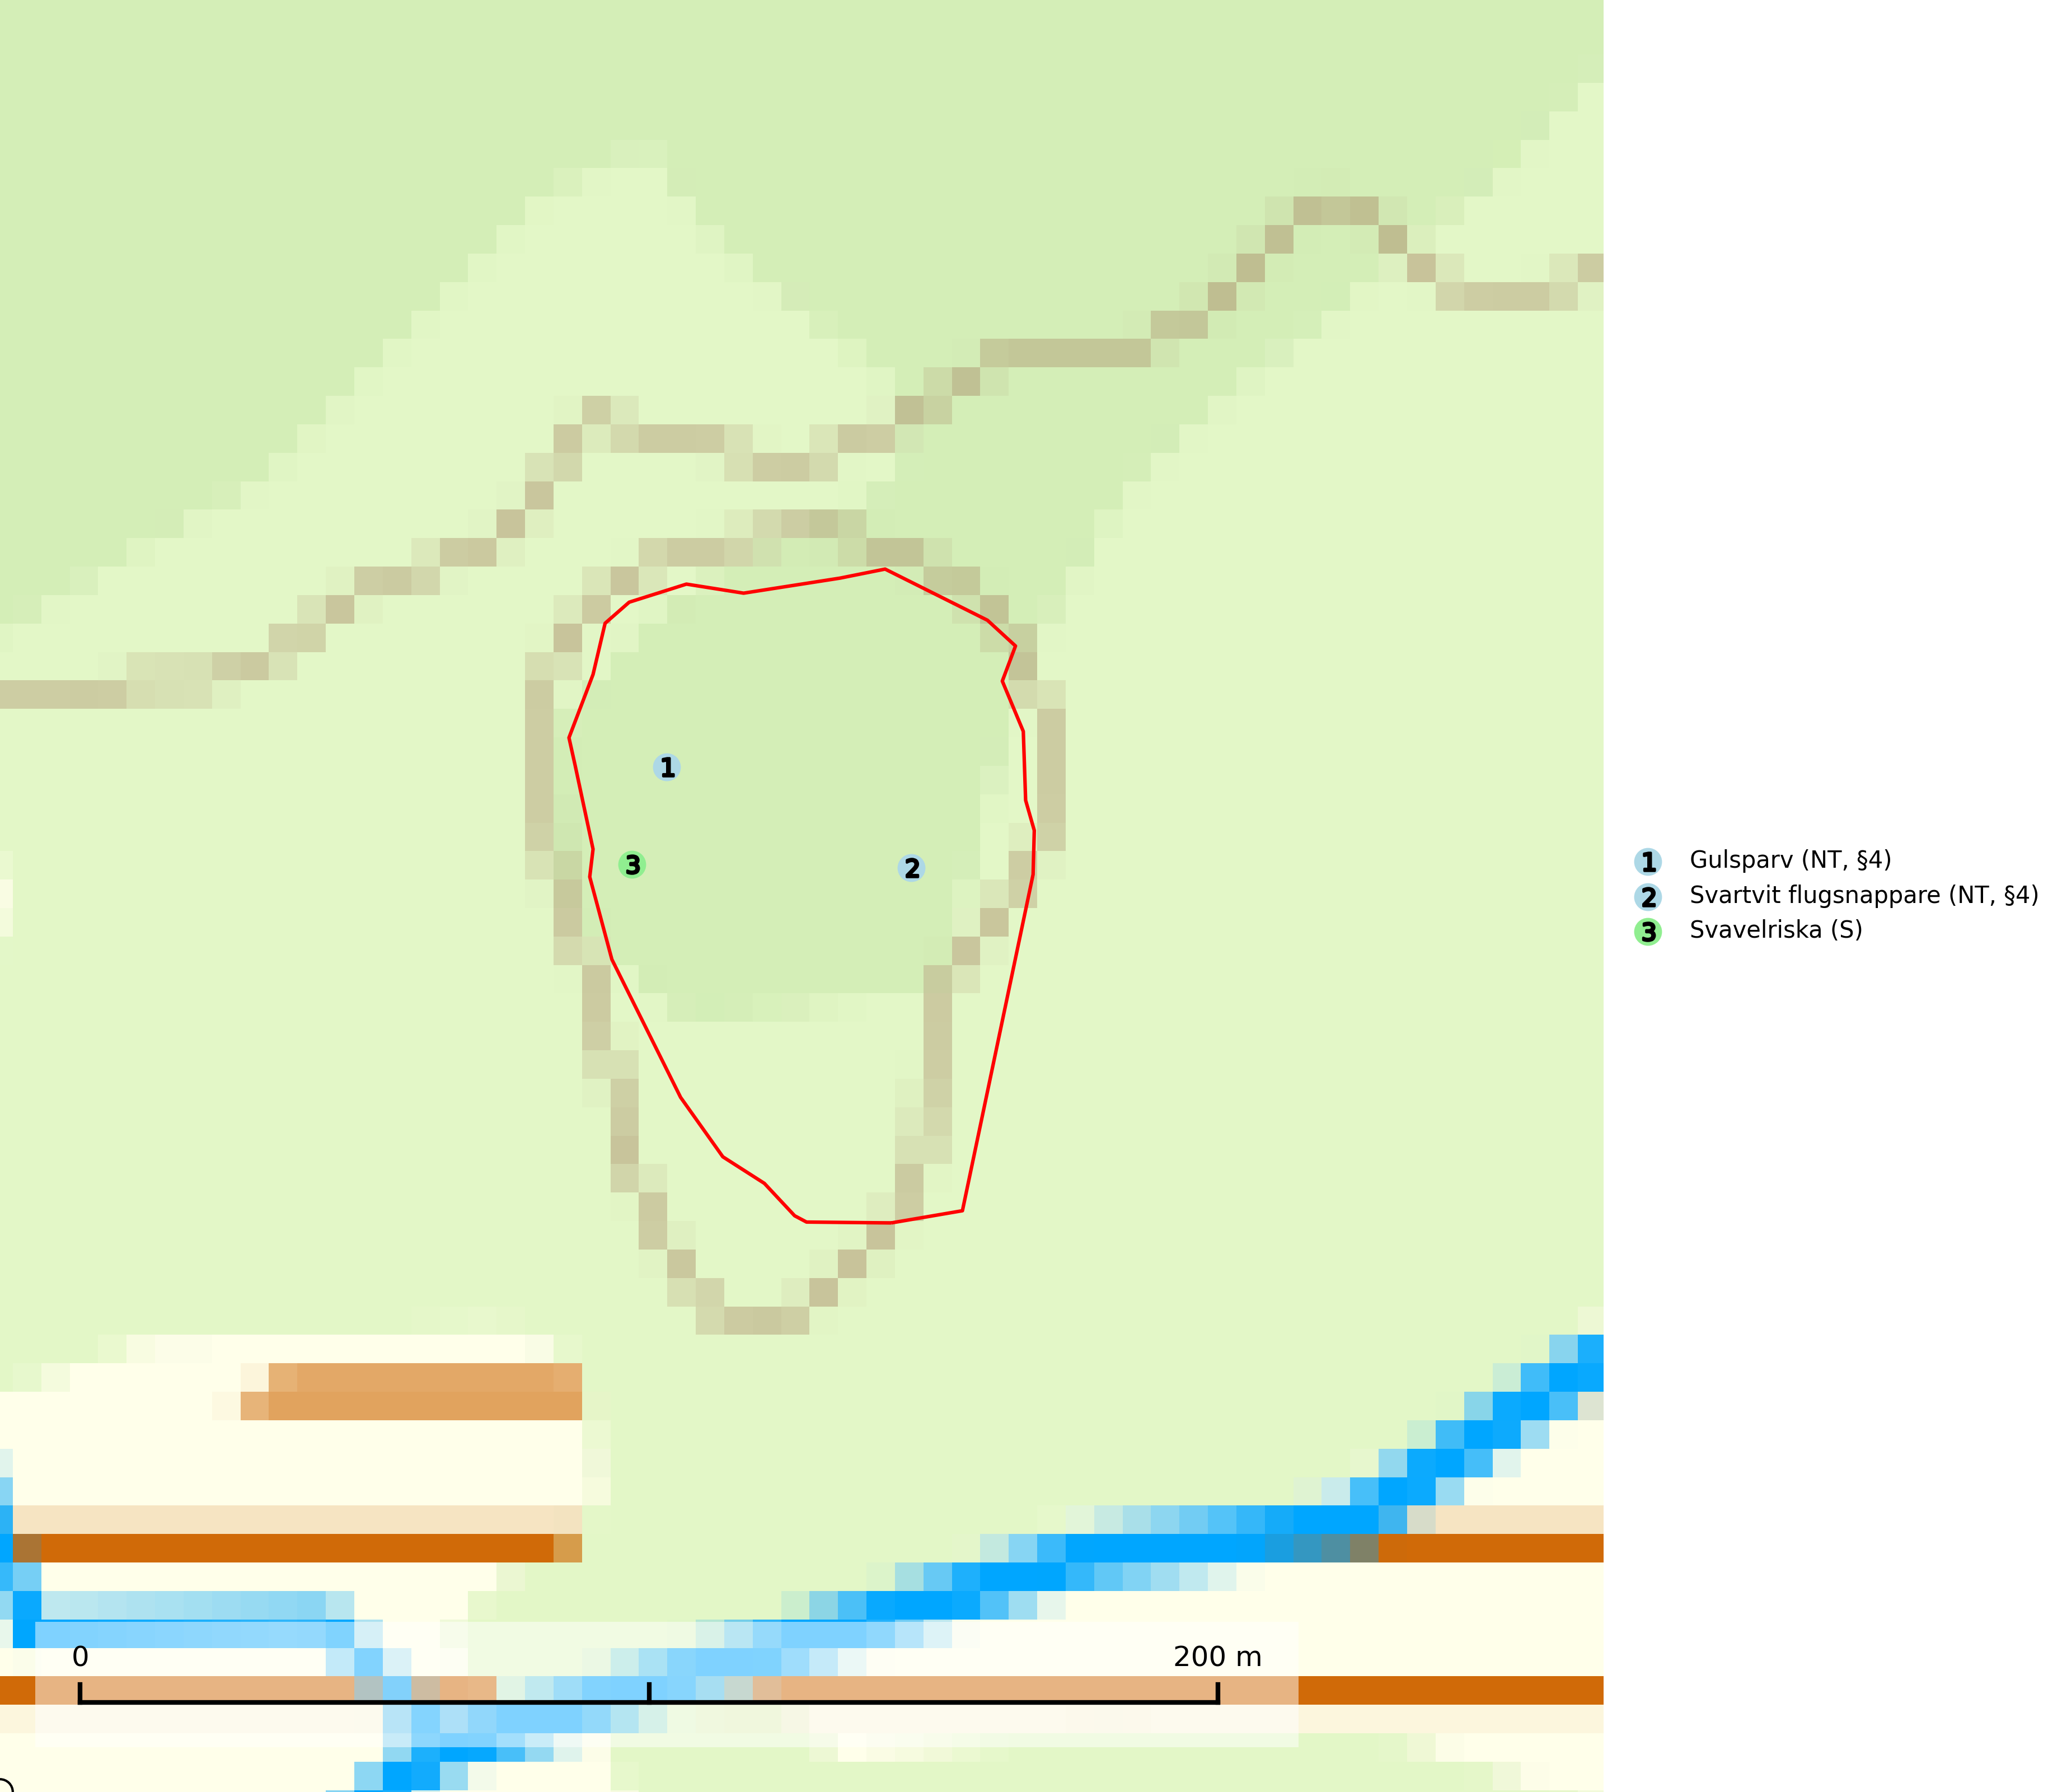 1
2
3
1 Gulsparv (NT, §4)
2 Svartvit flugsnappare (NT, §4)
3 Svavelriska (S)
0 200 m